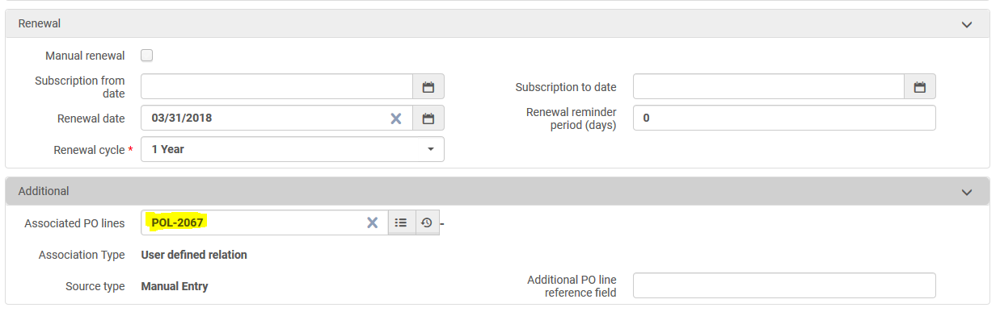 Renewal
Manual renewal
Subscription from
date
Subscription to date
Renewal date
03/31/2018
Renewal reminder
period (days)
0
Renewal cycle *
1 Year
Additional
Associated PO lines
POL-2067
-
Association Type
User defined relation
Source type
Manual Entry
Additional PO line
reference field